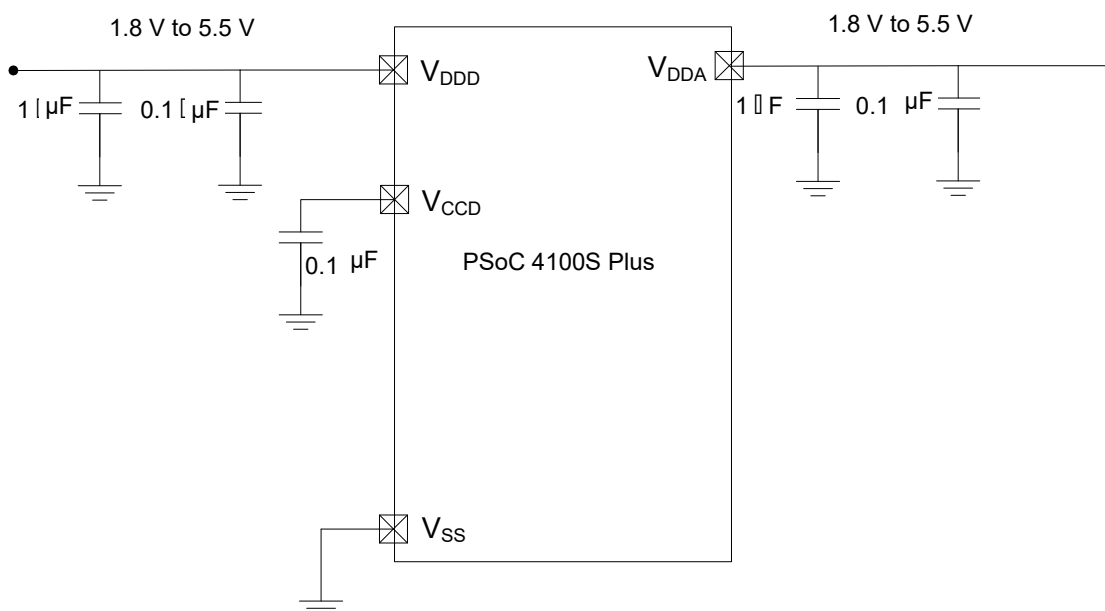 1.8 V to 5.5 V
1.8 V to 5.5 V
VDDD
VDDA
1 µF
0.1 µF
1 F
0.1 µF
VCCD
0.1 µF
PSoC 4100S Plus
VSS